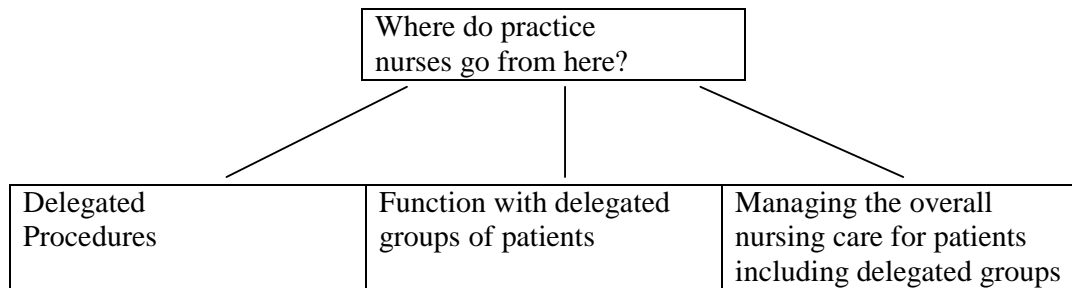 Where do practice
nurses go from here?
Delegated
Procedures
Function with delegated
groups of patients
Managing the overall
nursing care for patients
including delegated groups